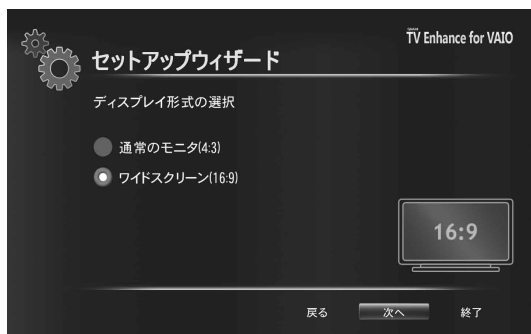 TV Enhance for VAIO
セットアップウィザード
ディスプレイ形式の選択
通常のモニタ(4:3)
ワイドスクリーン(16:9)
16:9
戻る
次へ
終了